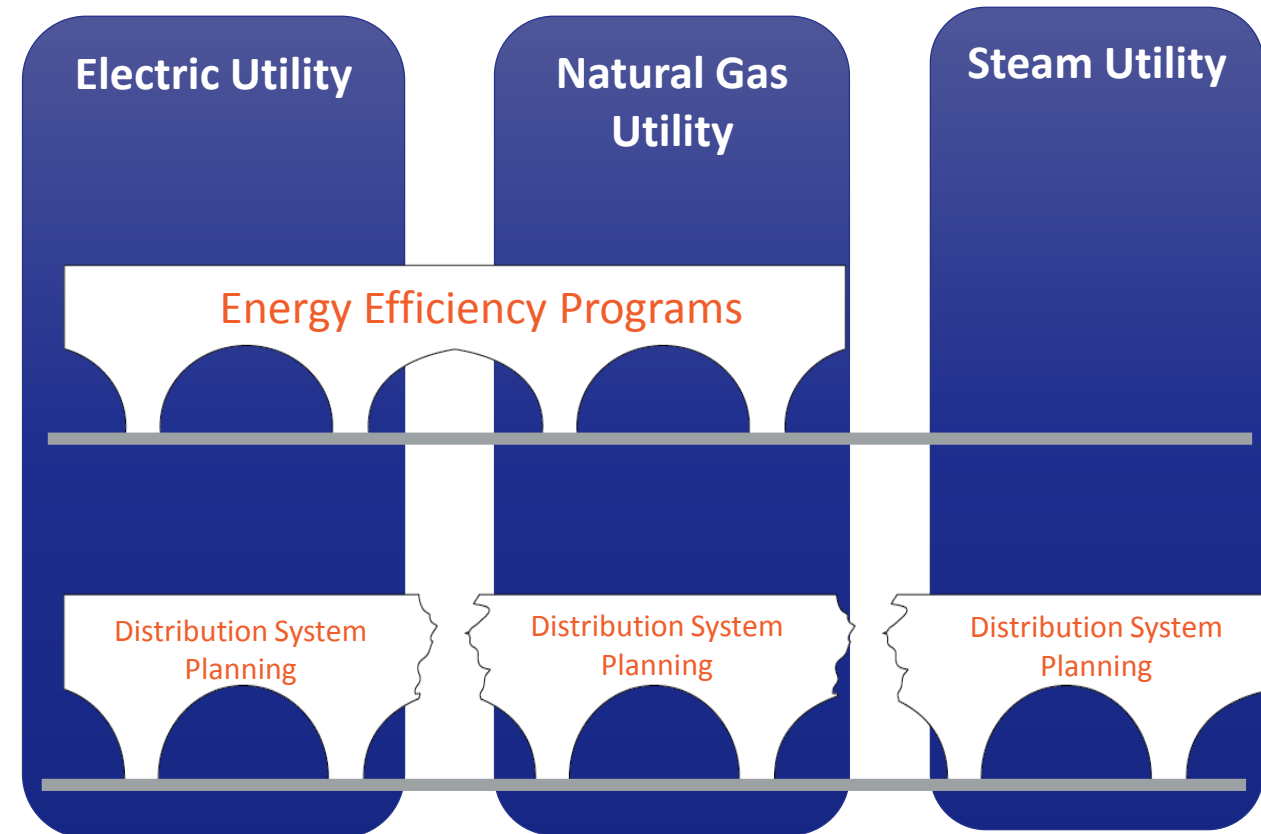 Electric Utility
Natural Gas
Utility
Steam Utility
Energy Efficiency Programs
Distribution System
Planning
Distribution System
Planning
Distribution System
Planning